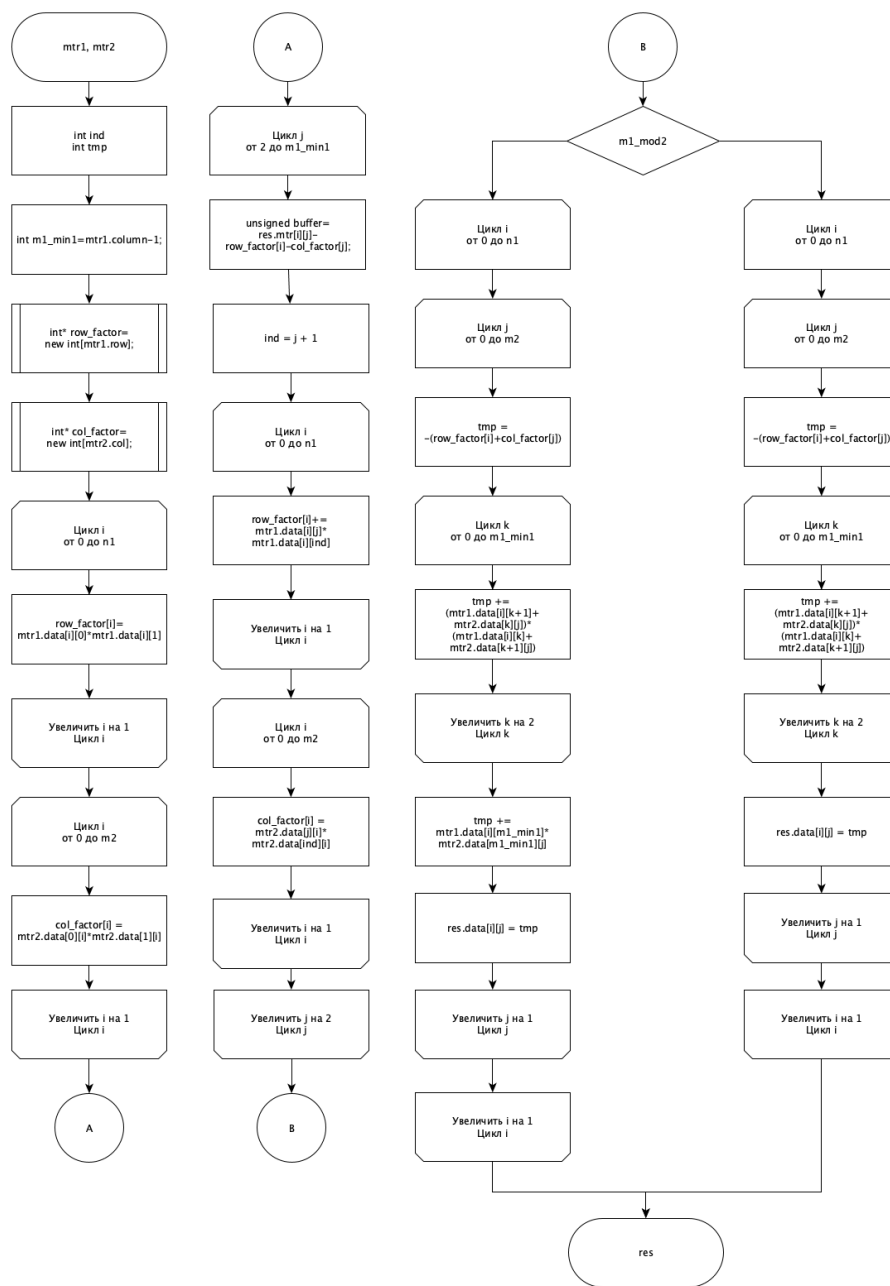 mtr1, mtr2
int ind
int tmp
int m1_min1=mtr1.column-1;
int* row_factor=
new int[mtr1.row];
int* col_factor=
new int[mtr2.col];
Цикл i
от 0 до n1
row_factor[i]=
mtr1.data[i][0]*mtr1.data[i][1]
Увеличить i на 1
Цикл i
Цикл i
от 0 до m2
col_factor[i] =
mtr2.data[0][i]*mtr2.data[1][i]
Увеличить i на 1
Цикл i
A
A
Цикл j
от 2 до m1_min1
unsigned buffer=
res.mtr[i][j]-
row_factor[i]-col_factor[j];
ind = j + 1
Цикл i
от 0 до n1
row_factor[i]+=
mtr1.data[i][j]*
mtr1.data[i][ind]
Увеличить i на 1
Цикл i
Цикл i
от 0 до m2
col_factor[i] =
mtr2.data[j][i]*
mtr2.data[ind][i]
Увеличить i на 1
Цикл i
Увеличить j на 2
Цикл j
B
B
m1_mod2
Цикл i
от 0 до n1
Цикл j
от 0 до m2
tmp =
-(row_factor[i]+col_factor[j])
Цикл k
от 0 до m1_min1
tmp +=
(mtr1.data[i][k+1]+
mtr2.data[k][j])*
(mtr1.data[i][k]+
mtr2.data[k+1][j])
Увеличить k на 2
Цикл k
tmp +=
mtr1.data[i][m1_min1]*
mtr2.data[m1_min1][j]
res.data[i][j] = tmp
Увеличить j на 1
Цикл j
Увеличить i на 1
Цикл i
Цикл i
от 0 до n1
Цикл j
от 0 до m2
tmp =
-(row_factor[i]+col_factor[j])
Цикл k
от 0 до m1_min1
tmp +=
(mtr1.data[i][k+1]+
mtr2.data[k][j])*
(mtr1.data[i][k]+
mtr2.data[k+1][j])
Увеличить k на 2
Цикл k
res.data[i][j] = tmp
Увеличить j на 1
Цикл j
Увеличить i на 1
Цикл i
res